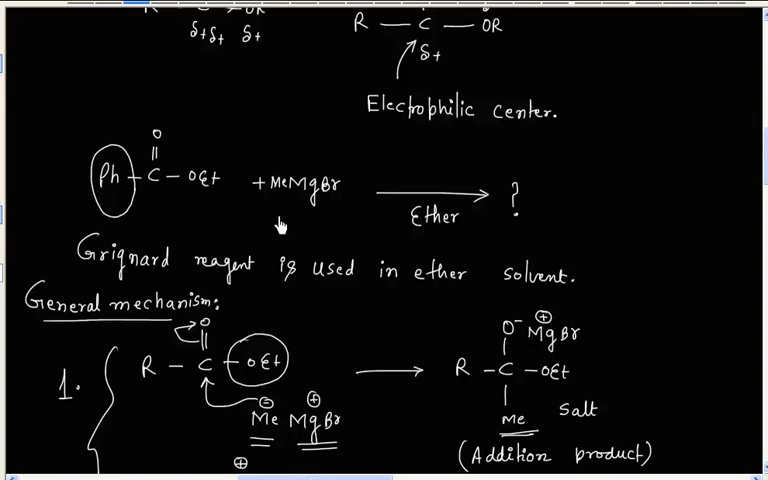 R C OR
δ+δ+ δ+
R — C — OR
δ+
Electrophilic center.
O
Ph — C — OEt + MeMgBr ⟶ ?
Ether
Grignard reagent is used in ether solvent.
General mechanism:
1.
O
R — C — OEt
⊖ ⊕
Me MgBr
⊕
⟶
O⁻ ⊕MgBr
R — C — OEt
Me Salt
(Addition product)